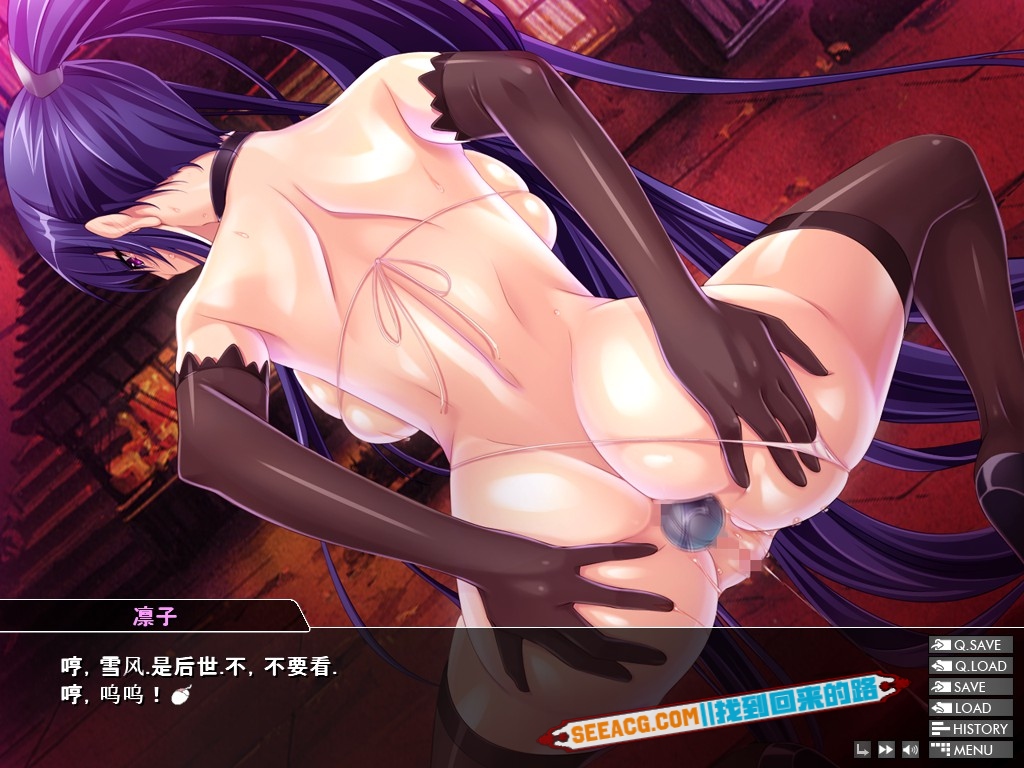 凛子
哼，雪风.是后世.不，不要看.
哼，呜呜！
SEEACG.COM||找到回来的路
Q.SAVE
Q.LOAD
SAVE
LOAD
HISTORY
MENU